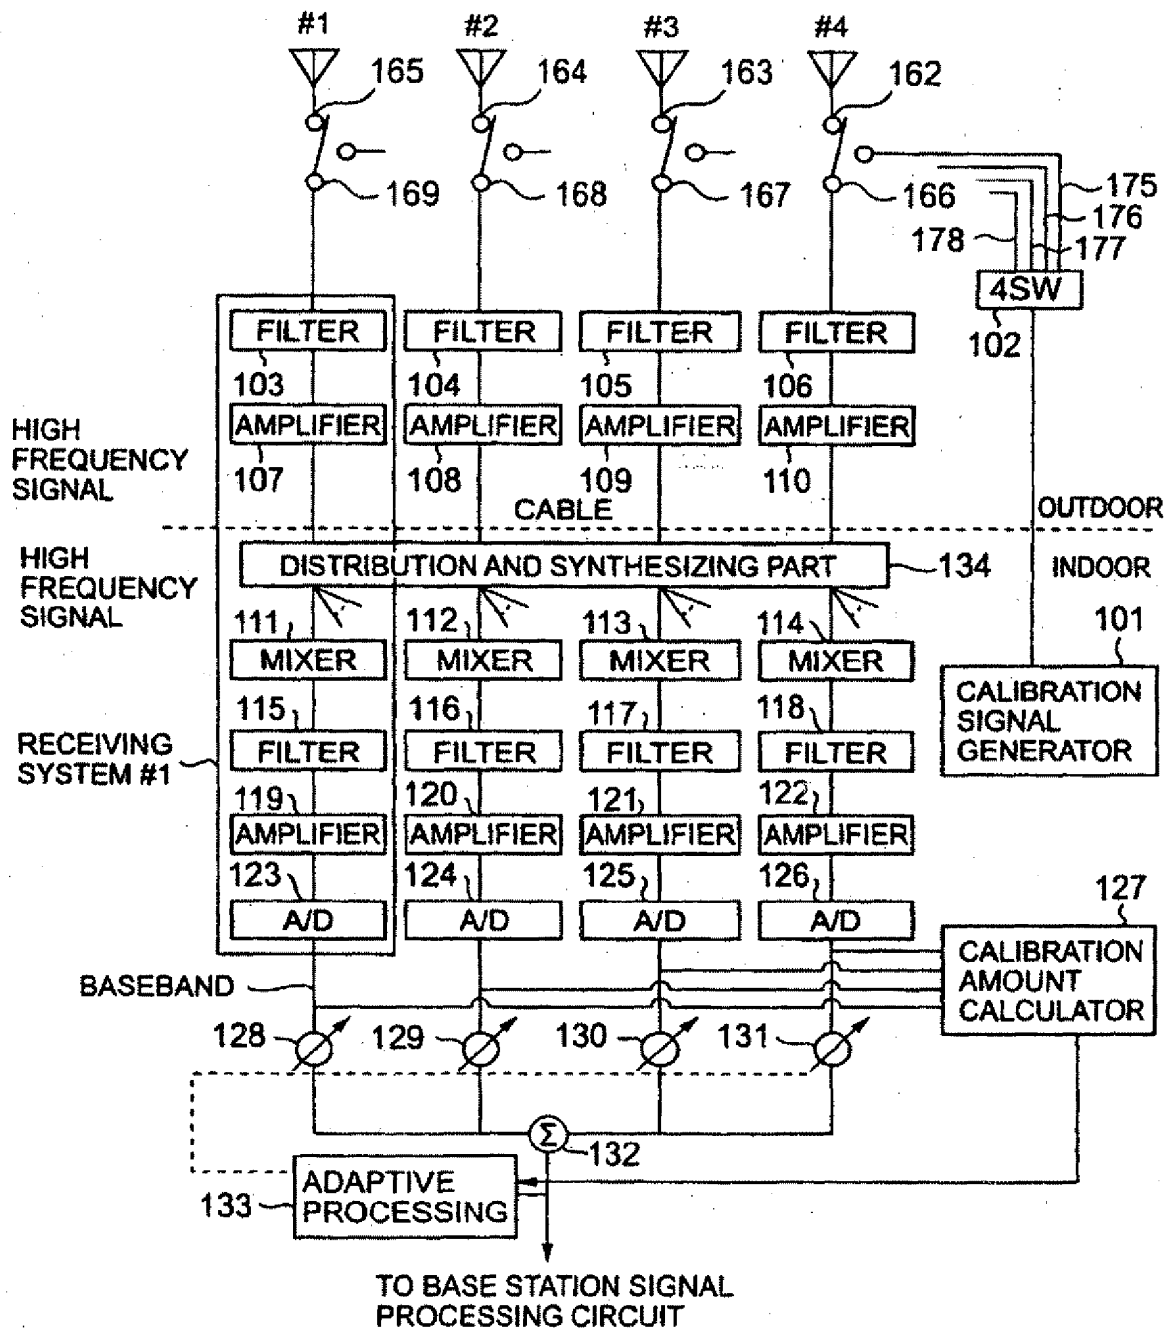 #1 #2 #3 #4
165 164 163 162
169 168 167 166
175
176
178 177
4SW
102
FILTER FILTER FILTER FILTER
103 104 105 106
AMPLIFIER AMPLIFIER AMPLIFIER AMPLIFIER
107 108 109 110
HIGH
FREQUENCY
SIGNAL
CABLE
OUTDOOR
HIGH
FREQUENCY
SIGNAL
DISTRIBUTION AND SYNTHESIZING PART
134
INDOOR
111 112 113 114
MIXER MIXER MIXER MIXER
101
CALIBRATION
SIGNAL
GENERATOR
115 116 117 118
FILTER FILTER FILTER FILTER
RECEIVING
SYSTEM #1
119 120 121 122
AMPLIFIER AMPLIFIER AMPLIFIER AMPLIFIER
123 124 125 126
A/D A/D A/D A/D
127
CALIBRATION
AMOUNT
CALCULATOR
BASEBAND
128 129 130 131
Σ
132
ADAPTIVE
PROCESSING
133
TO BASE STATION SIGNAL
PROCESSING CIRCUIT